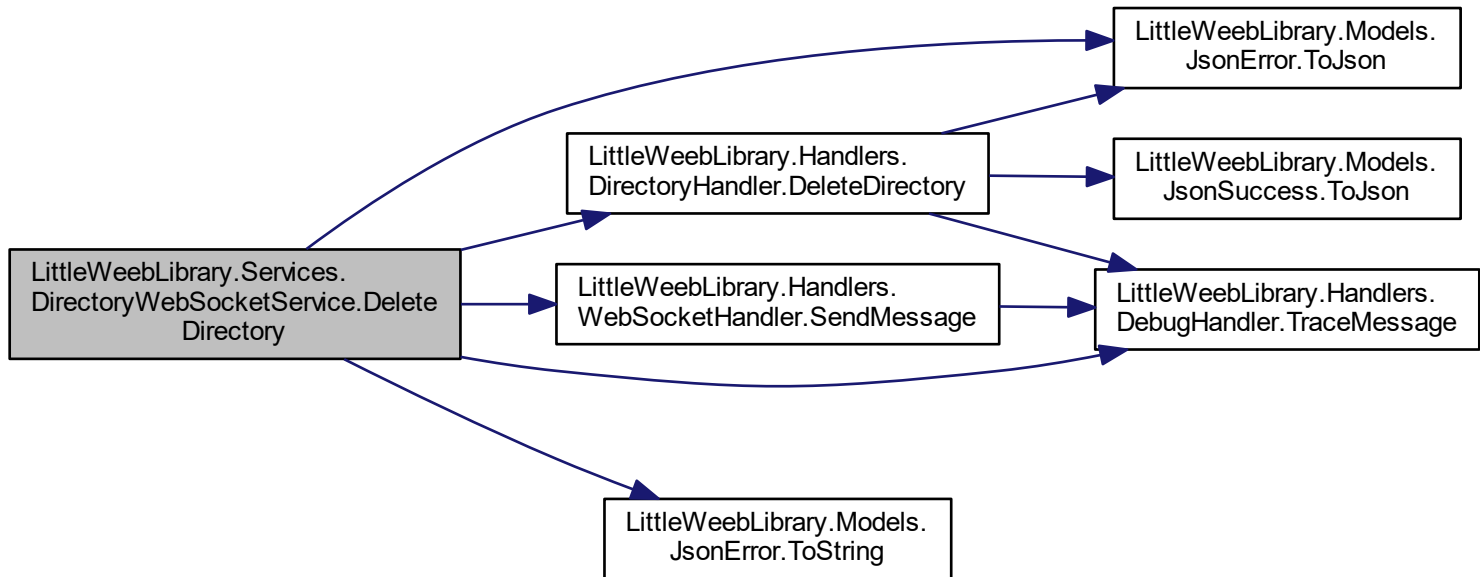 LittleWeebLibrary.Models.
JsonError.ToJson
LittleWeebLibrary.Handlers.
DirectoryHandler.DeleteDirectory
LittleWeebLibrary.Models.
JsonSuccess.ToJson
LittleWeebLibrary.Services.
DirectoryWebSocketService.Delete
Directory
LittleWeebLibrary.Handlers.
WebSocketHandler.SendMessage
LittleWeebLibrary.Handlers.
DebugHandler.TraceMessage
LittleWeebLibrary.Models.
JsonError.ToString